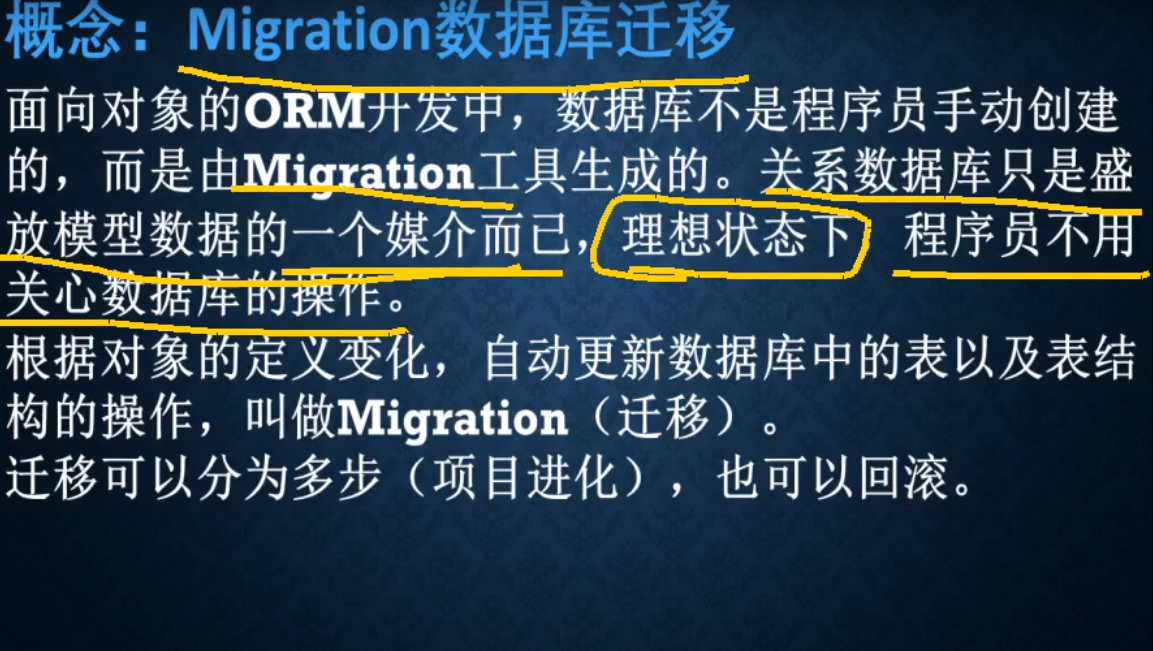 概念：Migration数据库迁移
面向对象的ORM开发中，数据库不是程序员手动创建
的，而是由Migration工具生成的。关系数据库只是盛
放模型数据的一个媒介而已，理想状态下 程序员不用
关心数据库的操作。
根据对象的定义变化，自动更新数据库中的表以及表结
构的操作，叫做Migration（迁移）。
迁移可以分为多步（项目进化），也可以回滚。